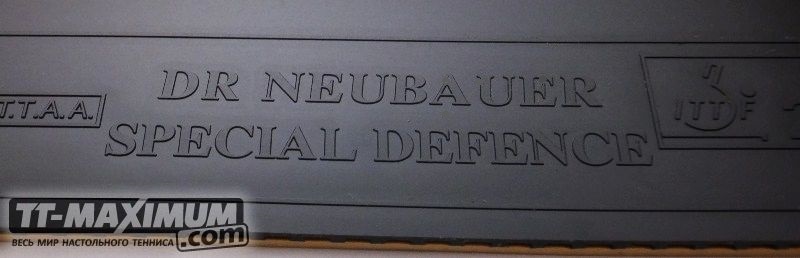 DR NEUBAUER
SPECIAL DEFENCE
T.T.A.A.
ITTF
TT-MAXIMUM
.com
ВЕСЬ МИР НАСТОЛЬНОГО ТЕННИСА